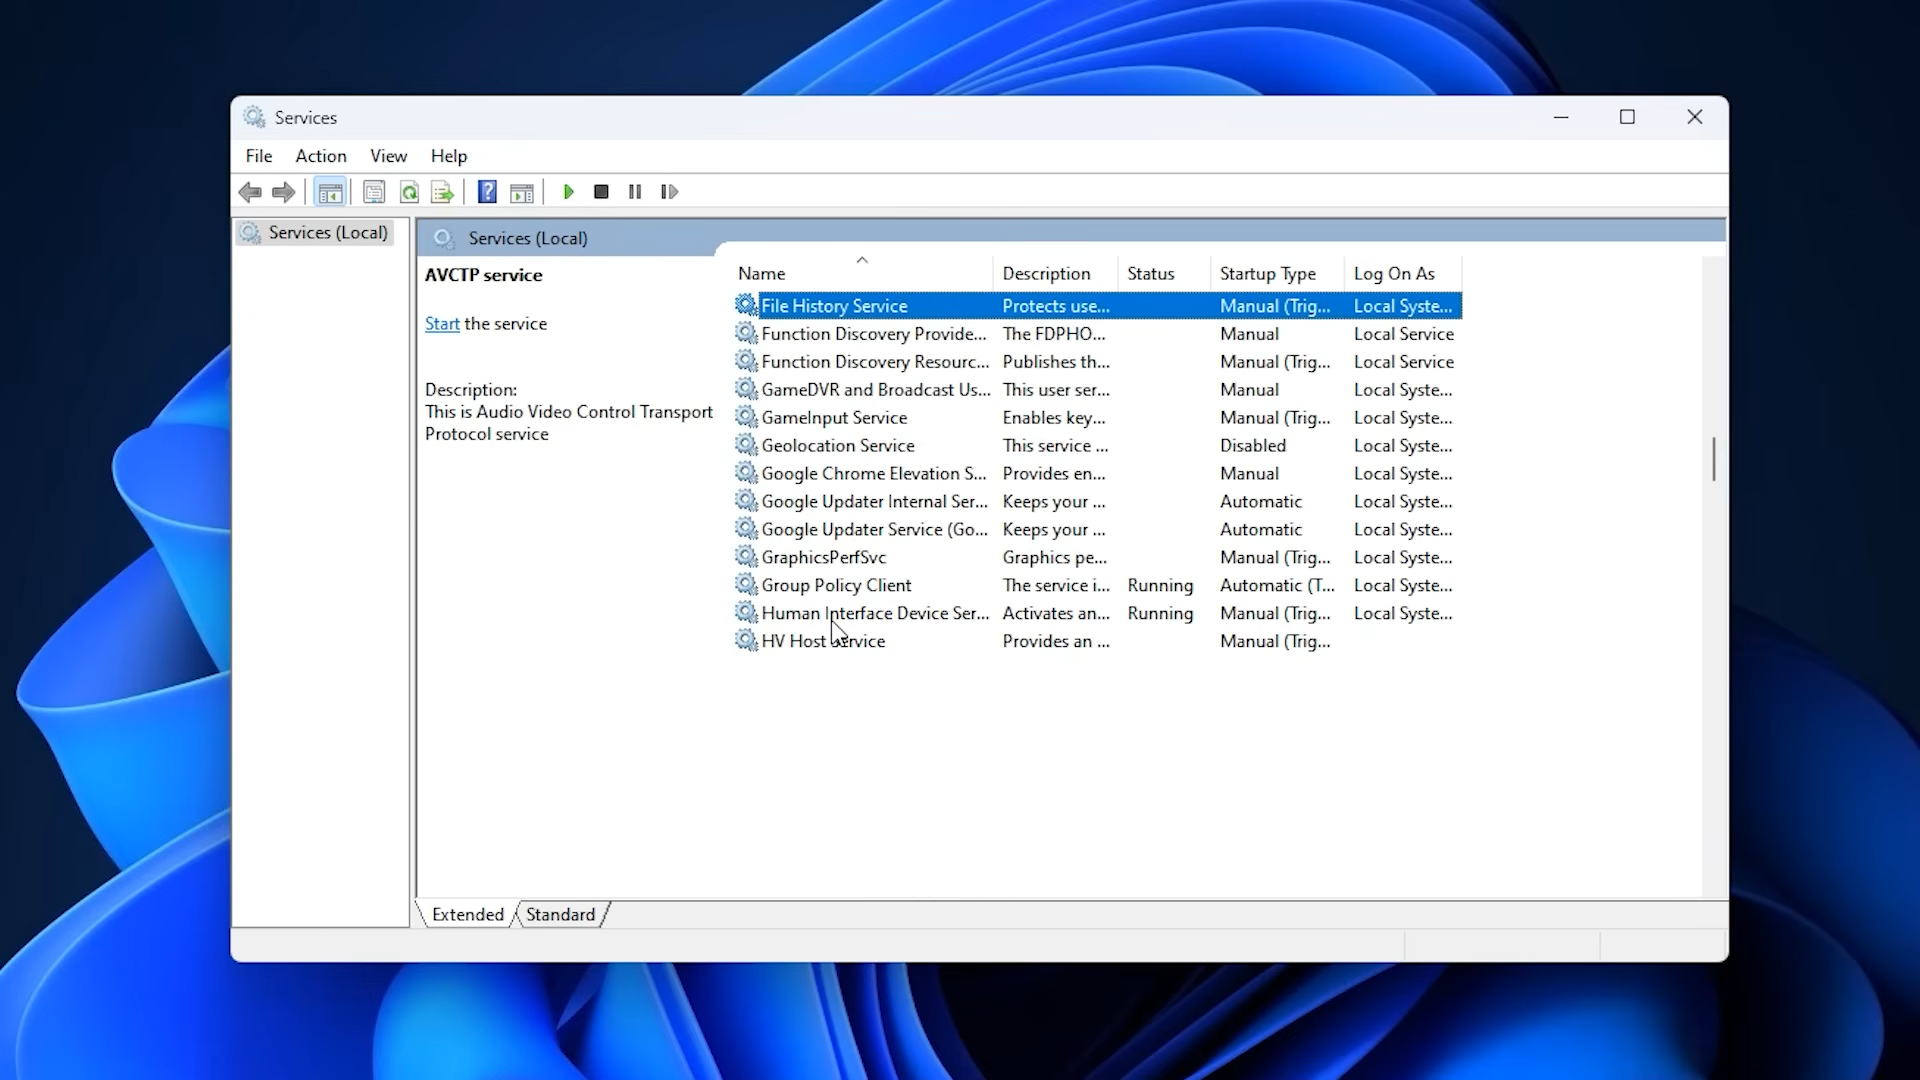 Services
File Action View Help
Services (Local)
Services (Local)
AVCTP service
Start the service
Description:
This is Audio Video Control Transport
Protocol service
Name Description Status Startup Type Log On As
File History Service Protects use... Manual (Trig... Local Syste...
Function Discovery Provide... The FDPHO... Manual Local Service
Function Discovery Resourc... Publishes th... Manual (Trig... Local Service
GameDVR and Broadcast Us... This user ser... Manual Local Syste...
GameInput Service Enables key... Manual (Trig... Local Syste...
Geolocation Service This service ... Disabled Local Syste...
Google Chrome Elevation S... Provides en... Manual Local Syste...
Google Updater Internal Ser... Keeps your ... Automatic Local Syste...
Google Updater Service (Go... Keeps your ... Automatic Local Syste...
GraphicsPerfSvc Graphics pe... Manual (Trig... Local Syste...
Group Policy Client The service i... Running Automatic (T... Local Syste...
Human Interface Device Ser... Activates an... Running Manual (Trig... Local Syste...
HV Host Service Provides an ... Manual (Trig...
Extended Standard